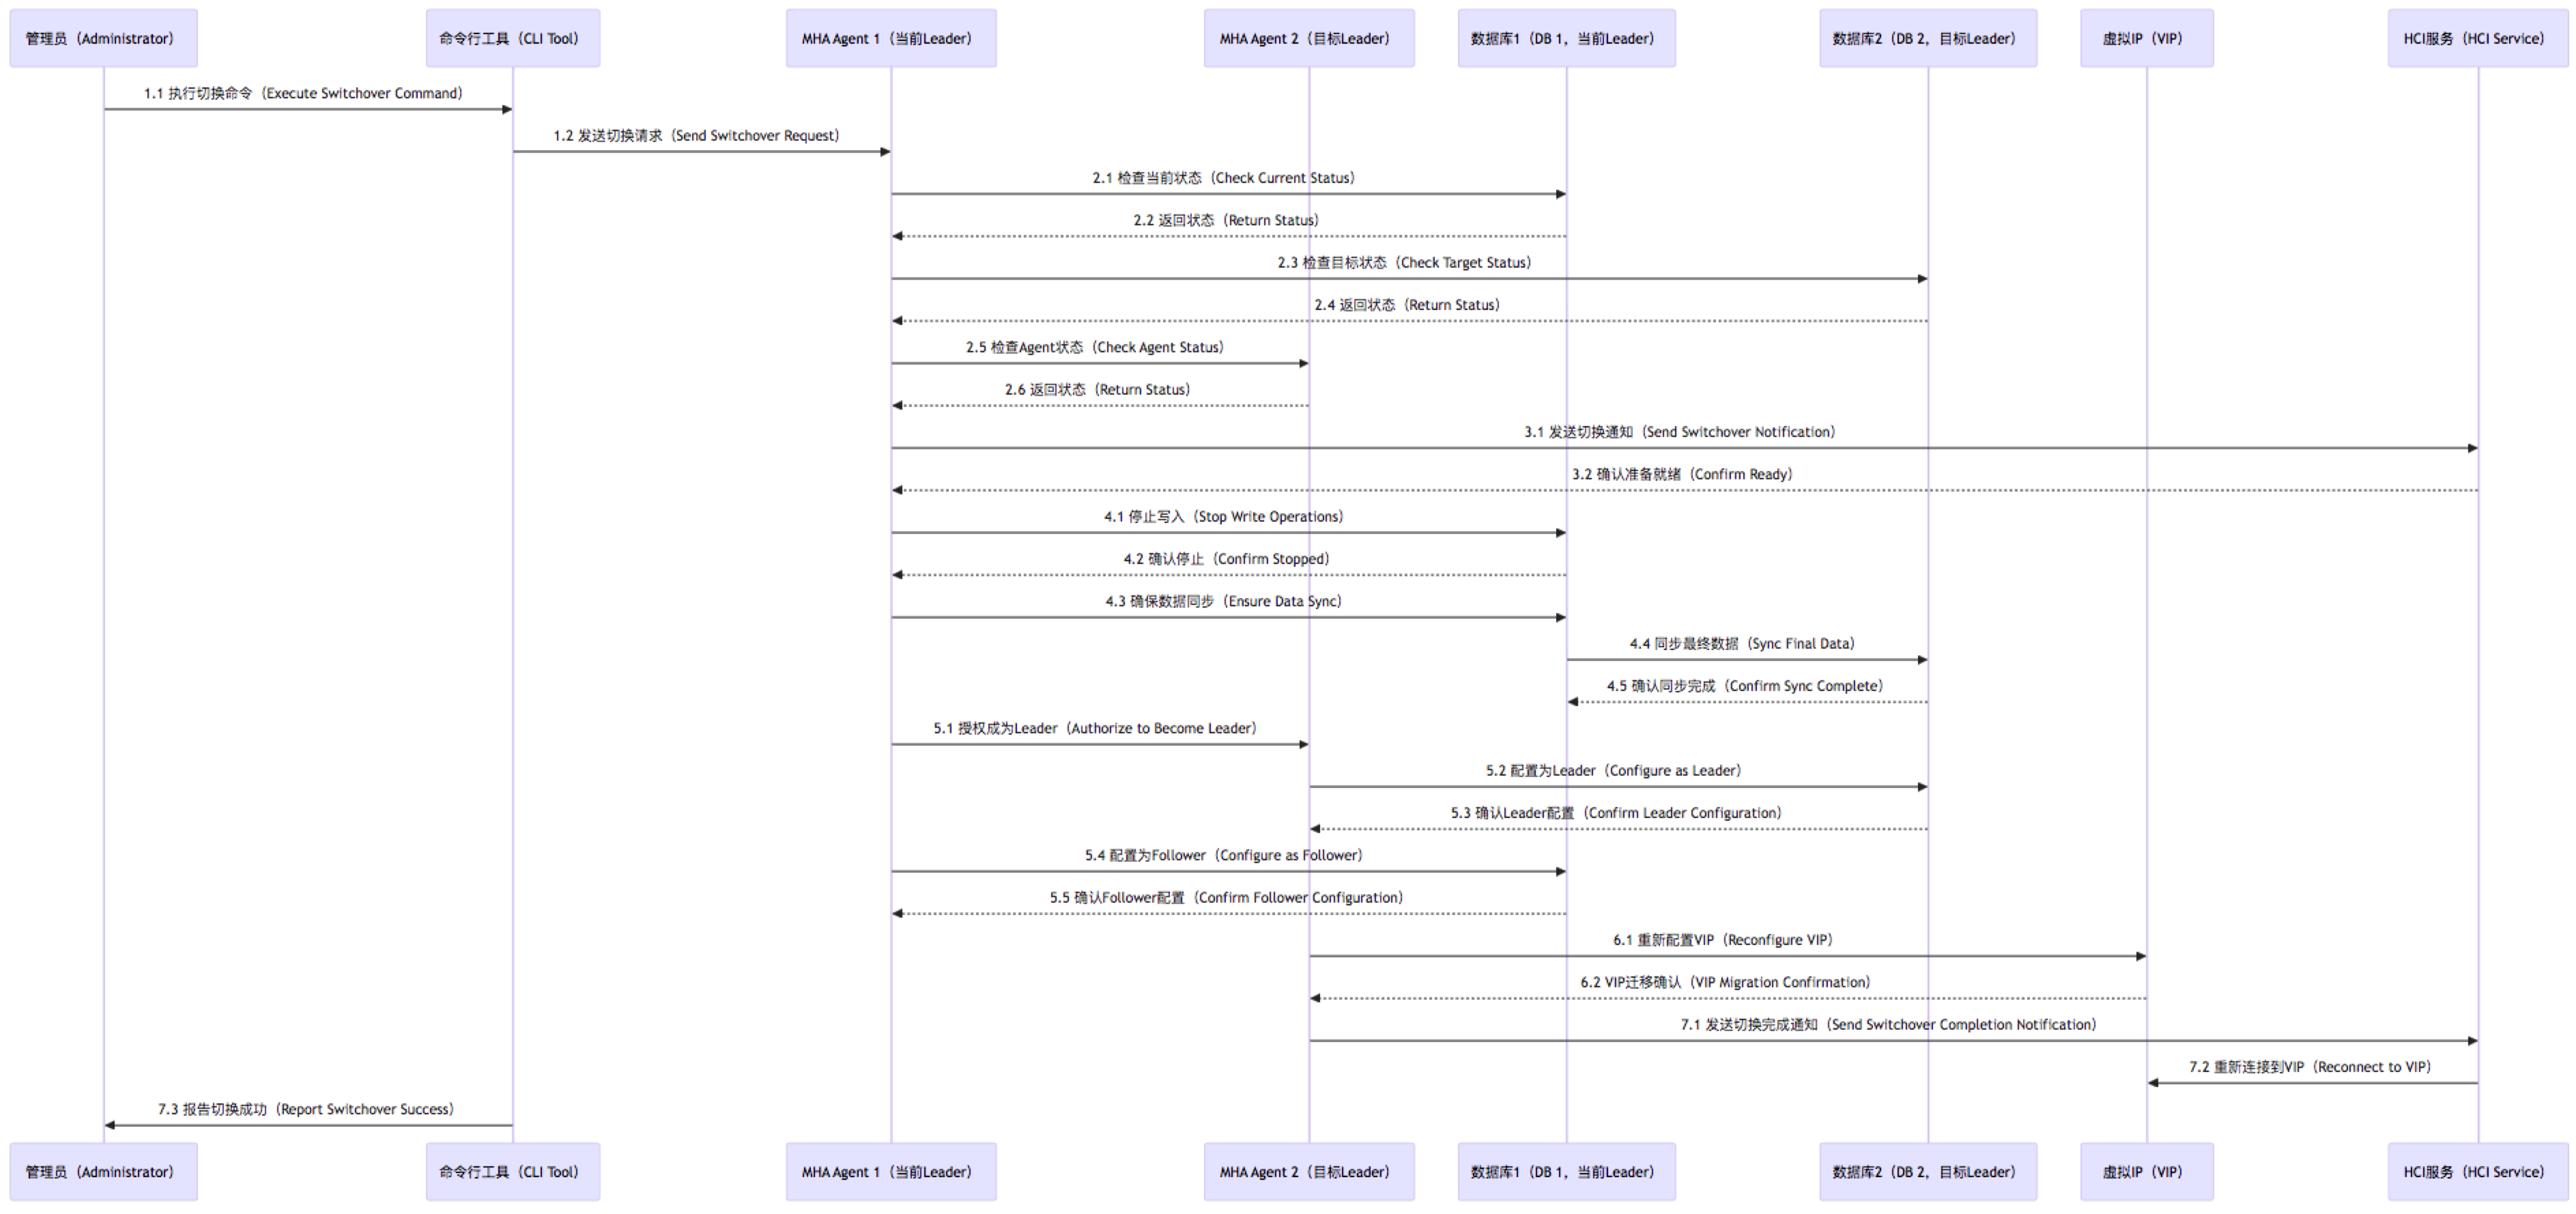 管理员（Administrator）
命令行工具（CLI Tool）
MHA Agent 1（当前Leader）
MHA Agent 2（目标Leader）
数据库1（DB 1，当前Leader）
数据库2（DB 2，目标Leader）
虚拟IP（VIP）
HCI服务（HCI Service）
1.1 执行切换命令（Execute Switchover Command）
1.2 发送切换请求（Send Switchover Request）
2.1 检查当前状态（Check Current Status）
2.2 返回状态（Return Status）
2.3 检查目标状态（Check Target Status）
2.4 返回状态（Return Status）
2.5 检查Agent状态（Check Agent Status）
2.6 返回状态（Return Status）
3.1 发送切换通知（Send Switchover Notification）
3.2 确认准备就绪（Confirm Ready）
4.1 停止写入（Stop Write Operations）
4.2 确认停止（Confirm Stopped）
4.3 确保数据同步（Ensure Data Sync）
4.4 同步最终数据（Sync Final Data）
4.5 确认同步完成（Confirm Sync Complete）
5.1 授权成为Leader（Authorize to Become Leader）
5.2 配置为Leader（Configure as Leader）
5.3 确认Leader配置（Confirm Leader Configuration）
5.4 配置为Follower（Configure as Follower）
5.5 确认Follower配置（Confirm Follower Configuration）
6.1 重新配置VIP（Reconfigure VIP）
6.2 VIP迁移确认（VIP Migration Confirmation）
7.1 发送切换完成通知（Send Switchover Completion Notification）
7.2 重新连接到VIP（Reconnect to VIP）
7.3 报告切换成功（Report Switchover Success）
管理员（Administrator）
命令行工具（CLI Tool）
MHA Agent 1（当前Leader）
MHA Agent 2（目标Leader）
数据库1（DB 1，当前Leader）
数据库2（DB 2，目标Leader）
虚拟IP（VIP）
HCI服务（HCI Service）